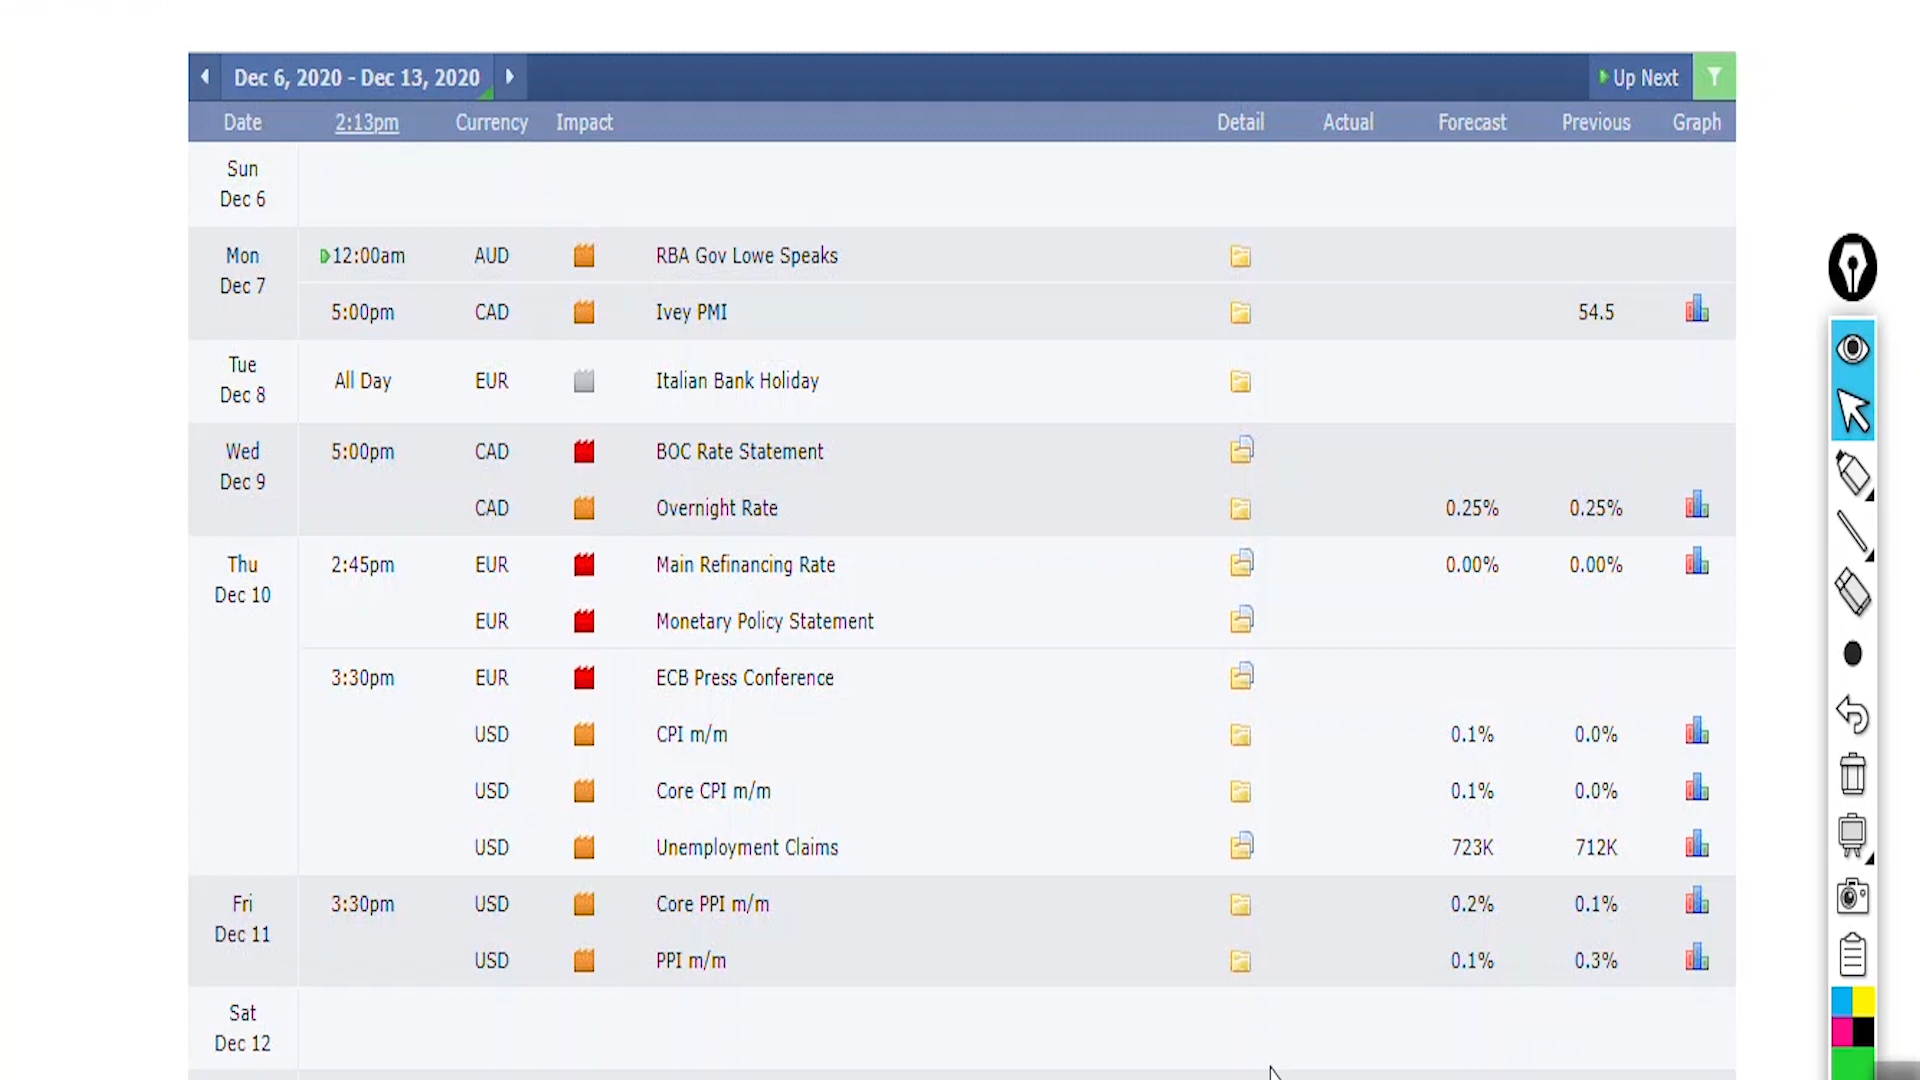 Dec 6, 2020 - Dec 13, 2020 Up Next
Date 2:13pm Currency Impact Detail Actual Forecast Previous Graph
Sun
Dec 6
Mon
Dec 7
12:00am AUD RBA Gov Lowe Speaks
5:00pm CAD Ivey PMI 54.5
Tue
Dec 8
All Day EUR Italian Bank Holiday
Wed
Dec 9
5:00pm CAD BOC Rate Statement
CAD Overnight Rate 0.25% 0.25%
Thu
Dec 10
2:45pm EUR Main Refinancing Rate 0.00% 0.00%
EUR Monetary Policy Statement
3:30pm EUR ECB Press Conference
USD CPI m/m 0.1% 0.0%
USD Core CPI m/m 0.1% 0.0%
USD Unemployment Claims 723K 712K
Fri
Dec 11
3:30pm USD Core PPI m/m 0.2% 0.1%
USD PPI m/m 0.1% 0.3%
Sat
Dec 12